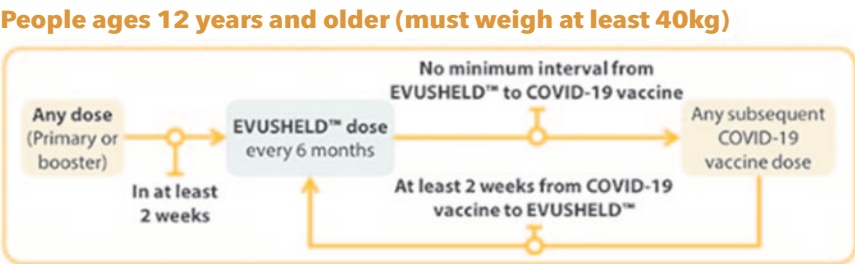 People ages 12 years and older (must weigh at least 40kg)
No minimum interval from
EVUSHELD™ to COVID-19 vaccine
Any dose
(Primary or
booster)
In at least
2 weeks
EVUSHELD™ dose
every 6 months
Any subsequent
COVID-19
vaccine dose
At least 2 weeks from COVID-19
vaccine to EVUSHELD™